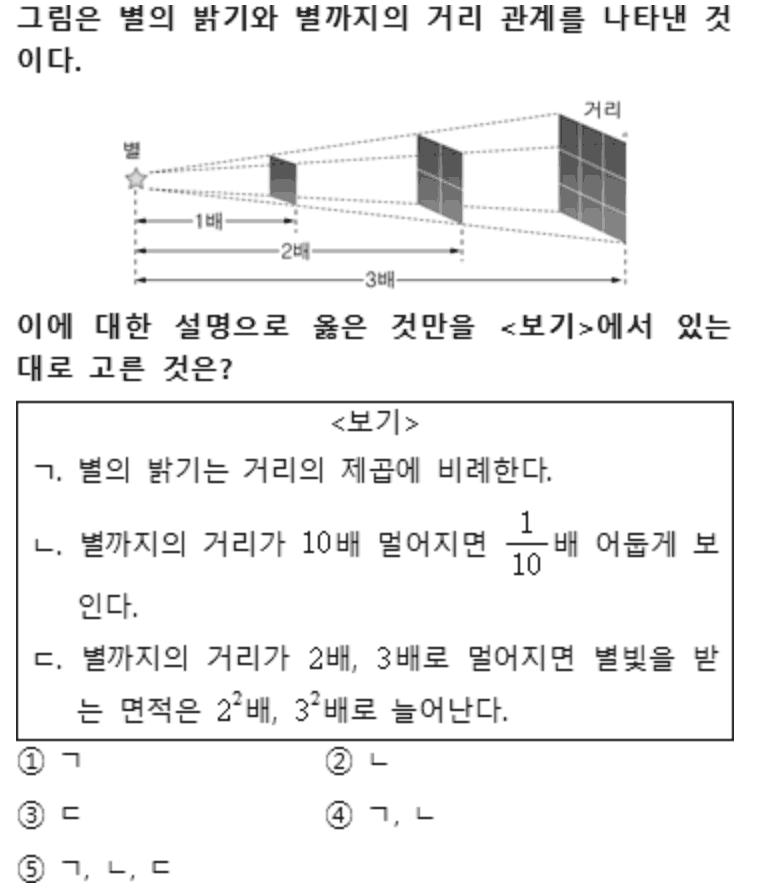 그림은 별의 밝기와 별까지의 거리 관계를 나타낸 것
이다.
거리
별
1배
2배
3배
이에 대한 설명으로 옳은 것만을 <보기>에서 있는
대로 고른 것은?
<보기>
ㄱ. 별의 밝기는 거리의 제곱에 비례한다.
ㄴ. 별까지의 거리가 10배 멀어지면 1/10배 어둡게 보
인다.
ㄷ. 별까지의 거리가 2배, 3배로 멀어지면 별빛을 받
는 면적은 2²배, 3²배로 늘어난다.
① ㄱ ② ㄴ
③ ㄷ ④ ㄱ, ㄴ
⑤ ㄱ, ㄴ, ㄷ